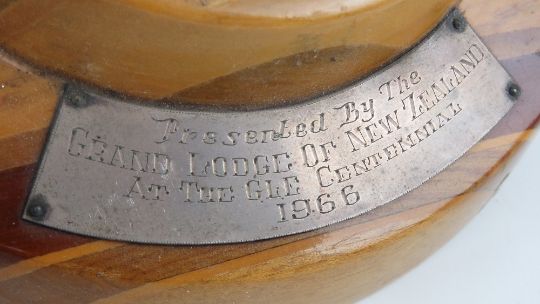 Presented By The
GRAND LODGE OF NEW ZEALAND
AT THE GLE CENTENNIAL
1966